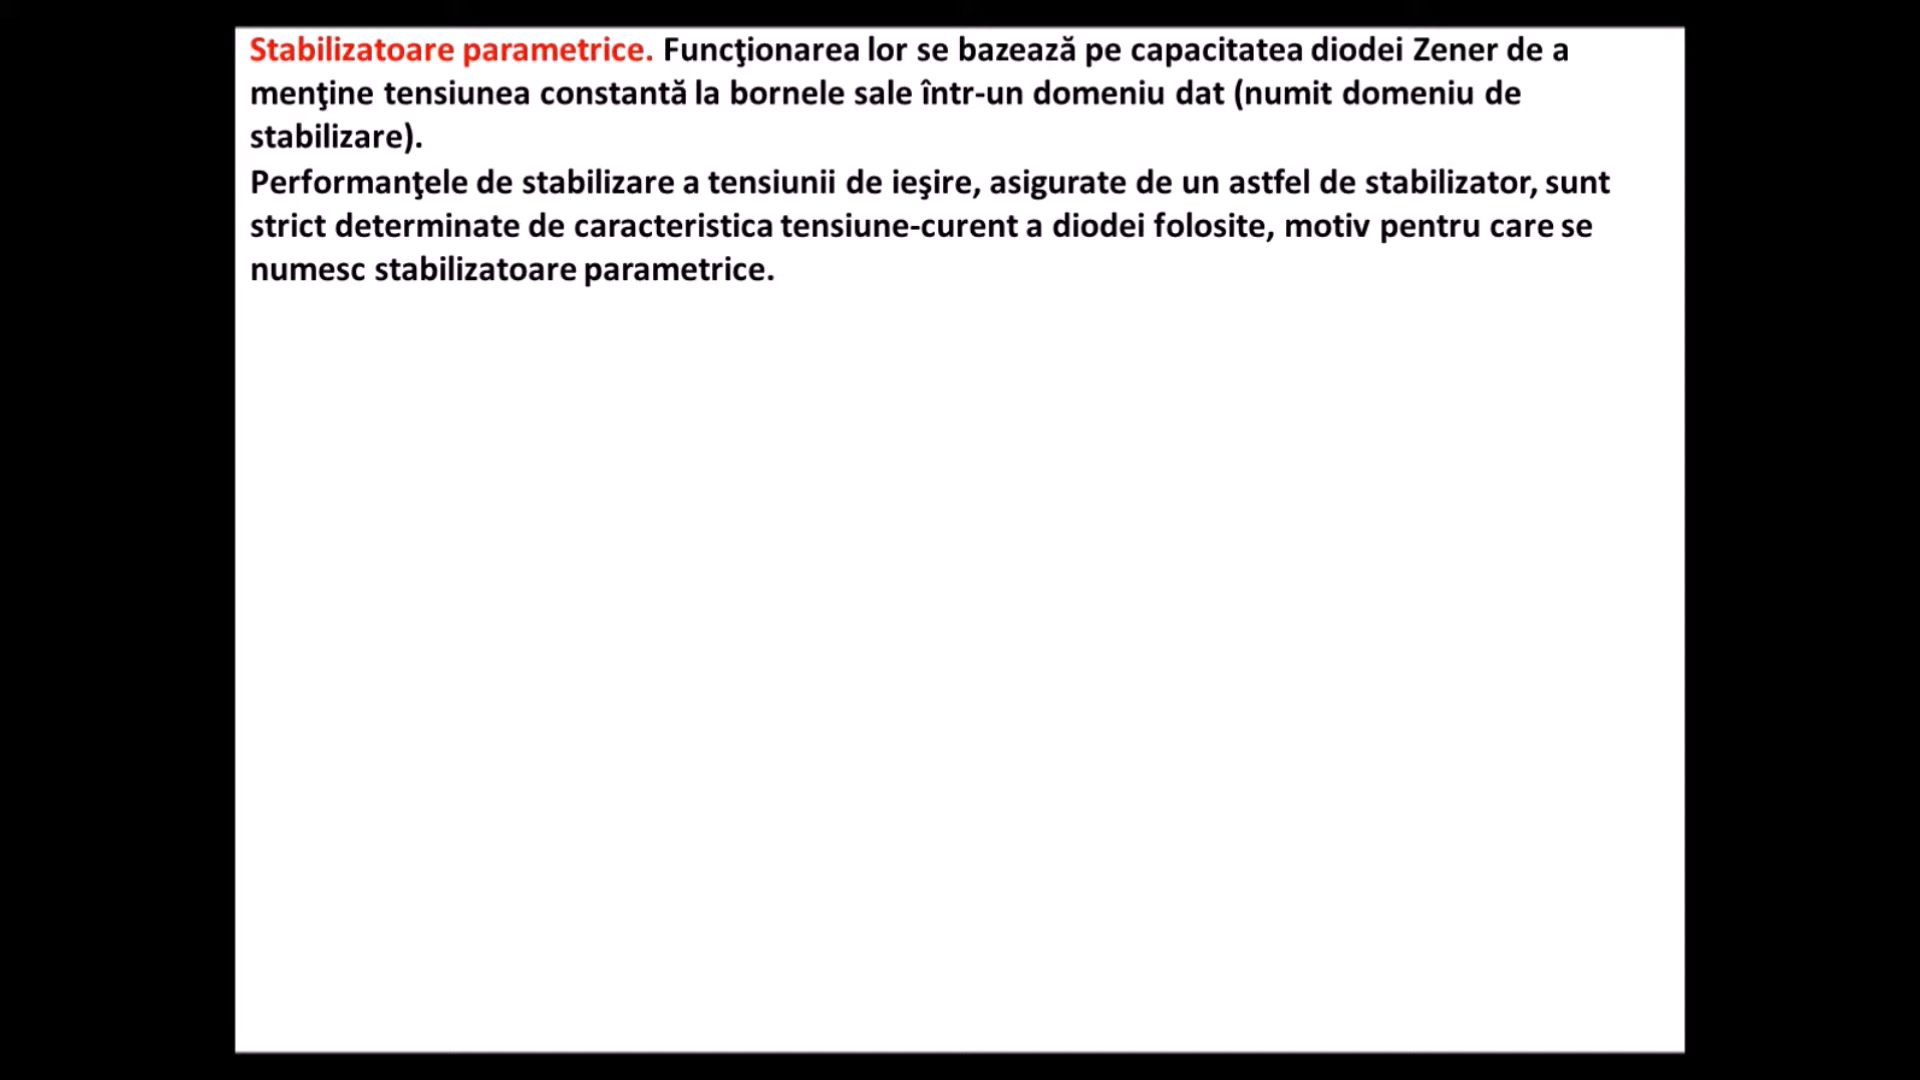 Stabilizatoare parametrice. Funcţionarea lor se bazează pe capacitatea diodei Zener de a
menţine tensiunea constantă la bornele sale într-un domeniu dat (numit domeniu de
stabilizare).
Performanţele de stabilizare a tensiunii de ieşire, asigurate de un astfel de stabilizator, sunt
strict determinate de caracteristica tensiune-curent a diodei folosite, motiv pentru care se
numesc stabilizatoare parametrice.